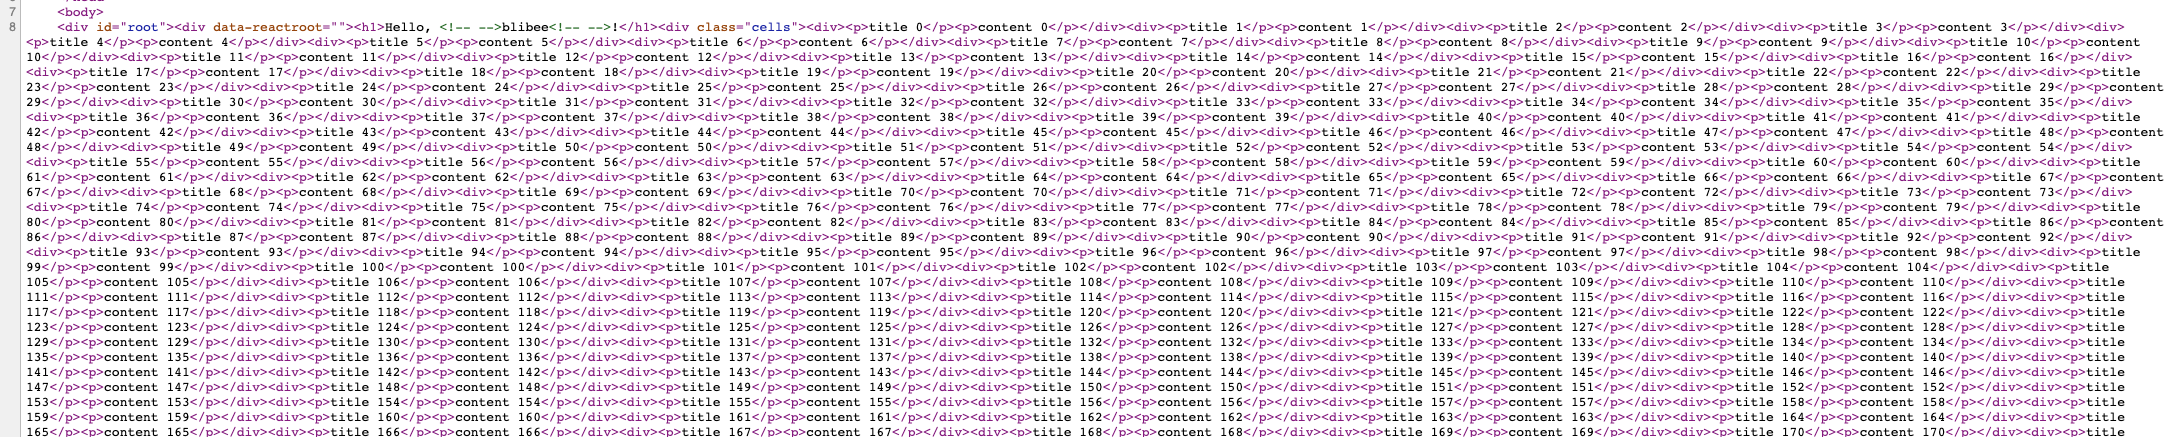 7 <body>
8 <div id="root"><div data-reactroot=""><h1>Hello, <!-- -->blibee<!-- -->!</h1><div class="cells"><div><p>title 0</p><p>content 0</p></div><div><p>title 1</p><p>content 1</p></div><div><p>title 2</p><p>content 2</p></div><div><p>title 3</p><p>content 3</p></div><div>
<p>title 4</p><p>content 4</p></div><div><p>title 5</p><p>content 5</p></div><div><p>title 6</p><p>content 6</p></div><div><p>title 7</p><p>content 7</p></div><div><p>title 8</p><p>content 8</p></div><div><p>title 9</p><p>content 9</p></div><div><p>title 10</p><p>content
10</p></div><div><p>title 11</p><p>content 11</p></div><div><p>title 12</p><p>content 12</p></div><div><p>title 13</p><p>content 13</p></div><div><p>title 14</p><p>content 14</p></div><div><p>title 15</p><p>content 15</p></div><div><p>title 16</p><p>content 16</p></div>
<div><p>title 17</p><p>content 17</p></div><div><p>title 18</p><p>content 18</p></div><div><p>title 19</p><p>content 19</p></div><div><p>title 20</p><p>content 20</p></div><div><p>title 21</p><p>content 21</p></div><div><p>title 22</p><p>content 22</p></div><div><p>title
23</p><p>content 23</p></div><div><p>title 24</p><p>content 24</p></div><div><p>title 25</p><p>content 25</p></div><div><p>title 26</p><p>content 26</p></div><div><p>title 27</p><p>content 27</p></div><div><p>title 28</p><p>content 28</p></div><div><p>title 29</p><p>content
29</p></div><div><p>title 30</p><p>content 30</p></div><div><p>title 31</p><p>content 31</p></div><div><p>title 32</p><p>content 32</p></div><div><p>title 33</p><p>content 33</p></div><div><p>title 34</p><p>content 34</p></div><div><p>title 35</p><p>content 35</p></div>
<div><p>title 36</p><p>content 36</p></div><div><p>title 37</p><p>content 37</p></div><div><p>title 38</p><p>content 38</p></div><div><p>title 39</p><p>content 39</p></div><div><p>title 40</p><p>content 40</p></div><div><p>title 41</p><p>content 41</p></div><div><p>title
42</p><p>content 42</p></div><div><p>title 43</p><p>content 43</p></div><div><p>title 44</p><p>content 44</p></div><div><p>title 45</p><p>content 45</p></div><div><p>title 46</p><p>content 46</p></div><div><p>title 47</p><p>content 47</p></div><div><p>title 48</p><p>content
48</p></div><div><p>title 49</p><p>content 49</p></div><div><p>title 50</p><p>content 50</p></div><div><p>title 51</p><p>content 51</p></div><div><p>title 52</p><p>content 52</p></div><div><p>title 53</p><p>content 53</p></div><div><p>title 54</p><p>content 54</p></div>
<div><p>title 55</p><p>content 55</p></div><div><p>title 56</p><p>content 56</p></div><div><p>title 57</p><p>content 57</p></div><div><p>title 58</p><p>content 58</p></div><div><p>title 59</p><p>content 59</p></div><div><p>title 60</p><p>content 60</p></div><div><p>title
61</p><p>content 61</p></div><div><p>title 62</p><p>content 62</p></div><div><p>title 63</p><p>content 63</p></div><div><p>title 64</p><p>content 64</p></div><div><p>title 65</p><p>content 65</p></div><div><p>title 66</p><p>content 66</p></div><div><p>title 67</p><p>content
67</p></div><div><p>title 68</p><p>content 68</p></div><div><p>title 69</p><p>content 69</p></div><div><p>title 70</p><p>content 70</p></div><div><p>title 71</p><p>content 71</p></div><div><p>title 72</p><p>content 72</p></div><div><p>title 73</p><p>content 73</p></div>
<div><p>title 74</p><p>content 74</p></div><div><p>title 75</p><p>content 75</p></div><div><p>title 76</p><p>content 76</p></div><div><p>title 77</p><p>content 77</p></div><div><p>title 78</p><p>content 78</p></div><div><p>title 79</p><p>content 79</p></div><div><p>title
80</p><p>content 80</p></div><div><p>title 81</p><p>content 81</p></div><div><p>title 82</p><p>content 82</p></div><div><p>title 83</p><p>content 83</p></div><div><p>title 84</p><p>content 84</p></div><div><p>title 85</p><p>content 85</p></div><div><p>title 86</p><p>content
86</p></div><div><p>title 87</p><p>content 87</p></div><div><p>title 88</p><p>content 88</p></div><div><p>title 89</p><p>content 89</p></div><div><p>title 90</p><p>content 90</p></div><div><p>title 91</p><p>content 91</p></div><div><p>title 92</p><p>content 92</p></div>
<div><p>title 93</p><p>content 93</p></div><div><p>title 94</p><p>content 94</p></div><div><p>title 95</p><p>content 95</p></div><div><p>title 96</p><p>content 96</p></div><div><p>title 97</p><p>content 97</p></div><div><p>title 98</p><p>content 98</p></div><div><p>title
99</p><p>content 99</p></div><div><p>title 100</p><p>content 100</p></div><div><p>title 101</p><p>content 101</p></div><div><p>title 102</p><p>content 102</p></div><div><p>title 103</p><p>content 103</p></div><div><p>title 104</p><p>content 104</p></div><div><p>title
105</p><p>content 105</p></div><div><p>title 106</p><p>content 106</p></div><div><p>title 107</p><p>content 107</p></div><div><p>title 108</p><p>content 108</p></div><div><p>title 109</p><p>content 109</p></div><div><p>title 110</p><p>content 110</p></div><div><p>title
111</p><p>content 111</p></div><div><p>title 112</p><p>content 112</p></div><div><p>title 113</p><p>content 113</p></div><div><p>title 114</p><p>content 114</p></div><div><p>title 115</p><p>content 115</p></div><div><p>title 116</p><p>content 116</p></div><div><p>title
117</p><p>content 117</p></div><div><p>title 118</p><p>content 118</p></div><div><p>title 119</p><p>content 119</p></div><div><p>title 120</p><p>content 120</p></div><div><p>title 121</p><p>content 121</p></div><div><p>title 122</p><p>content 122</p></div><div><p>title
123</p><p>content 123</p></div><div><p>title 124</p><p>content 124</p></div><div><p>title 125</p><p>content 125</p></div><div><p>title 126</p><p>content 126</p></div><div><p>title 127</p><p>content 127</p></div><div><p>title 128</p><p>content 128</p></div><div><p>title
129</p><p>content 129</p></div><div><p>title 130</p><p>content 130</p></div><div><p>title 131</p><p>content 131</p></div><div><p>title 132</p><p>content 132</p></div><div><p>title 133</p><p>content 133</p></div><div><p>title 134</p><p>content 134</p></div><div><p>title
135</p><p>content 135</p></div><div><p>title 136</p><p>content 136</p></div><div><p>title 137</p><p>content 137</p></div><div><p>title 138</p><p>content 138</p></div><div><p>title 139</p><p>content 139</p></div><div><p>title 140</p><p>content 140</p></div><div><p>title
141</p><p>content 141</p></div><div><p>title 142</p><p>content 142</p></div><div><p>title 143</p><p>content 143</p></div><div><p>title 144</p><p>content 144</p></div><div><p>title 145</p><p>content 145</p></div><div><p>title 146</p><p>content 146</p></div><div><p>title
147</p><p>content 147</p></div><div><p>title 148</p><p>content 148</p></div><div><p>title 149</p><p>content 149</p></div><div><p>title 150</p><p>content 150</p></div><div><p>title 151</p><p>content 151</p></div><div><p>title 152</p><p>content 152</p></div><div><p>title
153</p><p>content 153</p></div><div><p>title 154</p><p>content 154</p></div><div><p>title 155</p><p>content 155</p></div><div><p>title 156</p><p>content 156</p></div><div><p>title 157</p><p>content 157</p></div><div><p>title 158</p><p>content 158</p></div><div><p>title
159</p><p>content 159</p></div><div><p>title 160</p><p>content 160</p></div><div><p>title 161</p><p>content 161</p></div><div><p>title 162</p><p>content 162</p></div><div><p>title 163</p><p>content 163</p></div><div><p>title 164</p><p>content 164</p></div><div><p>title
165</p><p>content 165</p></div><div><p>title 166</p><p>content 166</p></div><div><p>title 167</p><p>content 167</p></div><div><p>title 168</p><p>content 168</p></div><div><p>title 169</p><p>content 169</p></div><div><p>title 170</p><p>content 170</p></div><div><p>title